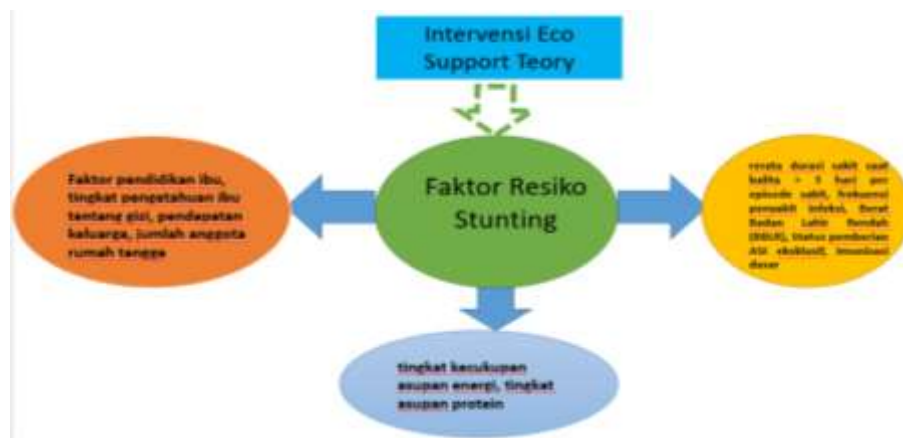 Intervensi Eco
Support Teory
Faktor pendidikan ibu,
tingkat pengetahuan ibu
tentang gizi, pendapatan
keluarga, jumlah anggota
rumah tangga
Faktor Resiko
Stunting
rerata durasi sakit saat
balita > 3 hari per
episode sakit, frekuensi
penyakit infeksi, Berat
Badan Lahir Rendah
(BBLR), Status pemberian
ASI eksklusif, imunisasi
dasar
tingkat kecukupan
asupan energi, tingkat
asupan protein